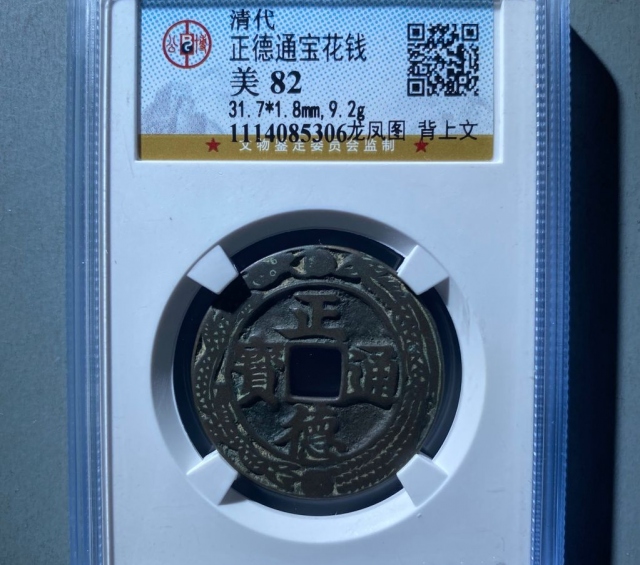 清代
正德通宝花钱
美 82
31.7*1.8mm,9.2g
1114085306龙凤图 背上文
文物鉴定委员会监制
公 博
正德通寶